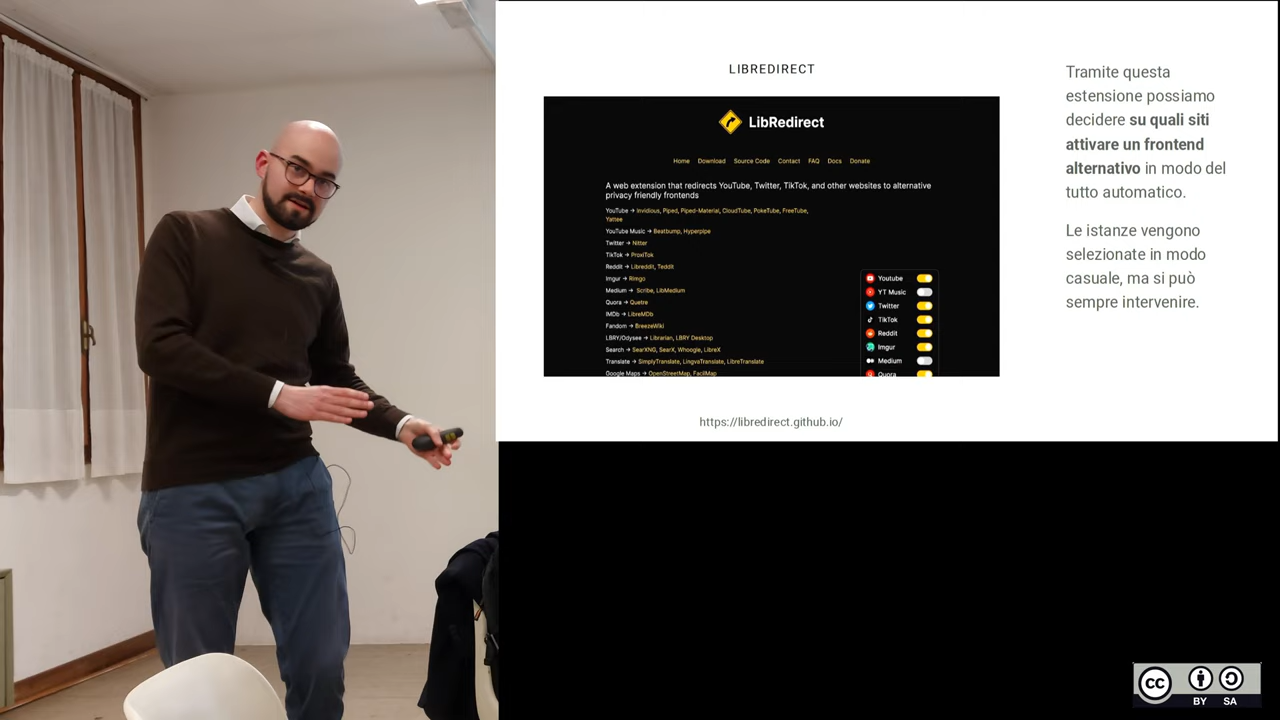 LIBREDIRECT
LibRedirect
Home Download Source Code Contact FAQ Docs Donate
A web extension that redirects YouTube, Twitter, TikTok, and other websites to alternative
privacy friendly frontends
YouTube → Invidious, Piped, Piped-Material, CloudTube, PokeTube, FreeTube,
Yattee
YouTube Music → Beatbump, Hyperpipe
Twitter → Nitter
TikTok → ProxiTok
Reddit → Libreddit, Teddit
Imgur → Rimgo
Medium → Scribe, LibMedium
Quora → Quetre
IMDb → LibreMDb
Fandom → BreezeWiki
LBRY/Odysee → Librarian, LBRY Desktop
Search → SearXNG, SearX, Whoogle, LibreX
Translate → SimplyTranslate, LingvaTranslate, LibreTranslate
Google Maps → OpenStreetMap, FacilMap
Youtube
YT Music
Twitter
TikTok
Reddit
Imgur
Medium
Quora
https://libredirect.github.io/
Tramite questa
estensione possiamo
decidere su quali siti
attivare un frontend
alternativo in modo del
tutto automatico.
Le istanze vengono
selezionate in modo
casuale, ma si può
sempre intervenire.
CC
BY SA